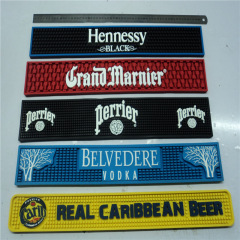 Hennessy
BLACK
Grand Marnier
Perrier Perrier Perrier
BELVEDERE
VODKA
REAL CARIBBEAN BEER